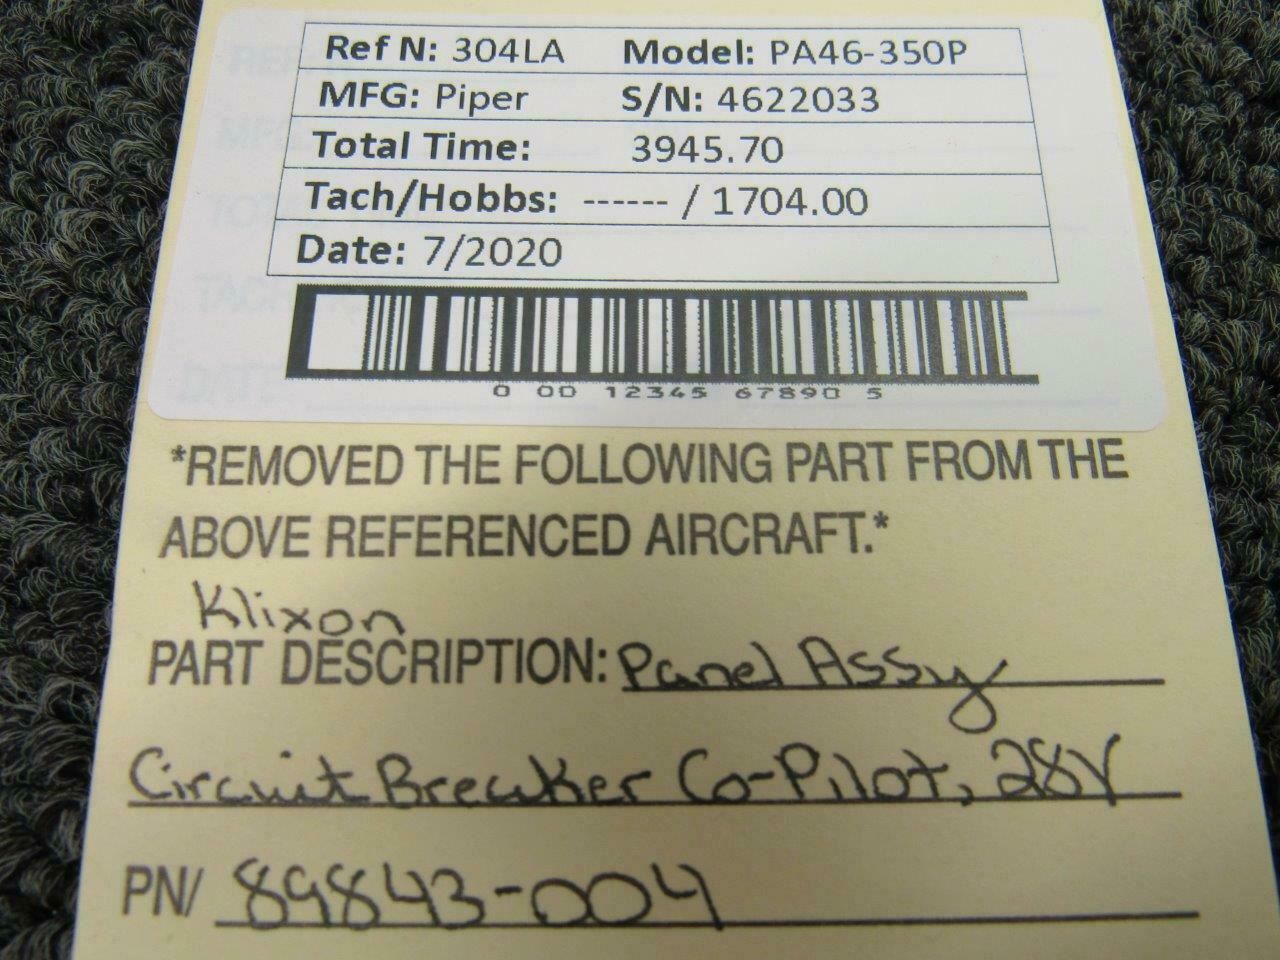 Ref N: 304LA Model: PA46-350P
MFG: Piper S/N: 4622033
Total Time: 3945.70
Tach/Hobbs: ------ / 1704.00
Date: 7/2020
0 00 12345 67890 5
*REMOVED THE FOLLOWING PART FROM THE
ABOVE REFERENCED AIRCRAFT.*
Klixon
PART DESCRIPTION: Panel Assy
Circuit Breaker Co-Pilot, 28V
PN/ 89843-004